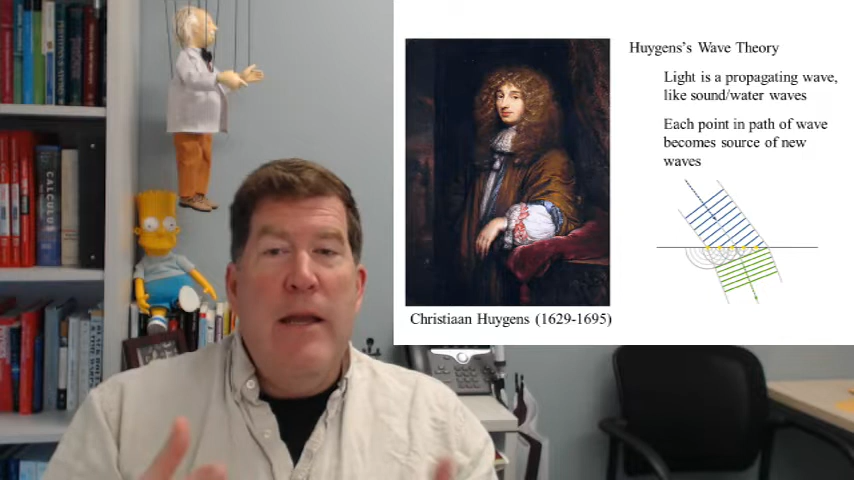 Huygens's Wave Theory
Light is a propagating wave,
like sound/water waves
Each point in path of wave
becomes source of new
waves
Christiaan Huygens (1629-1695)
CALCULUS